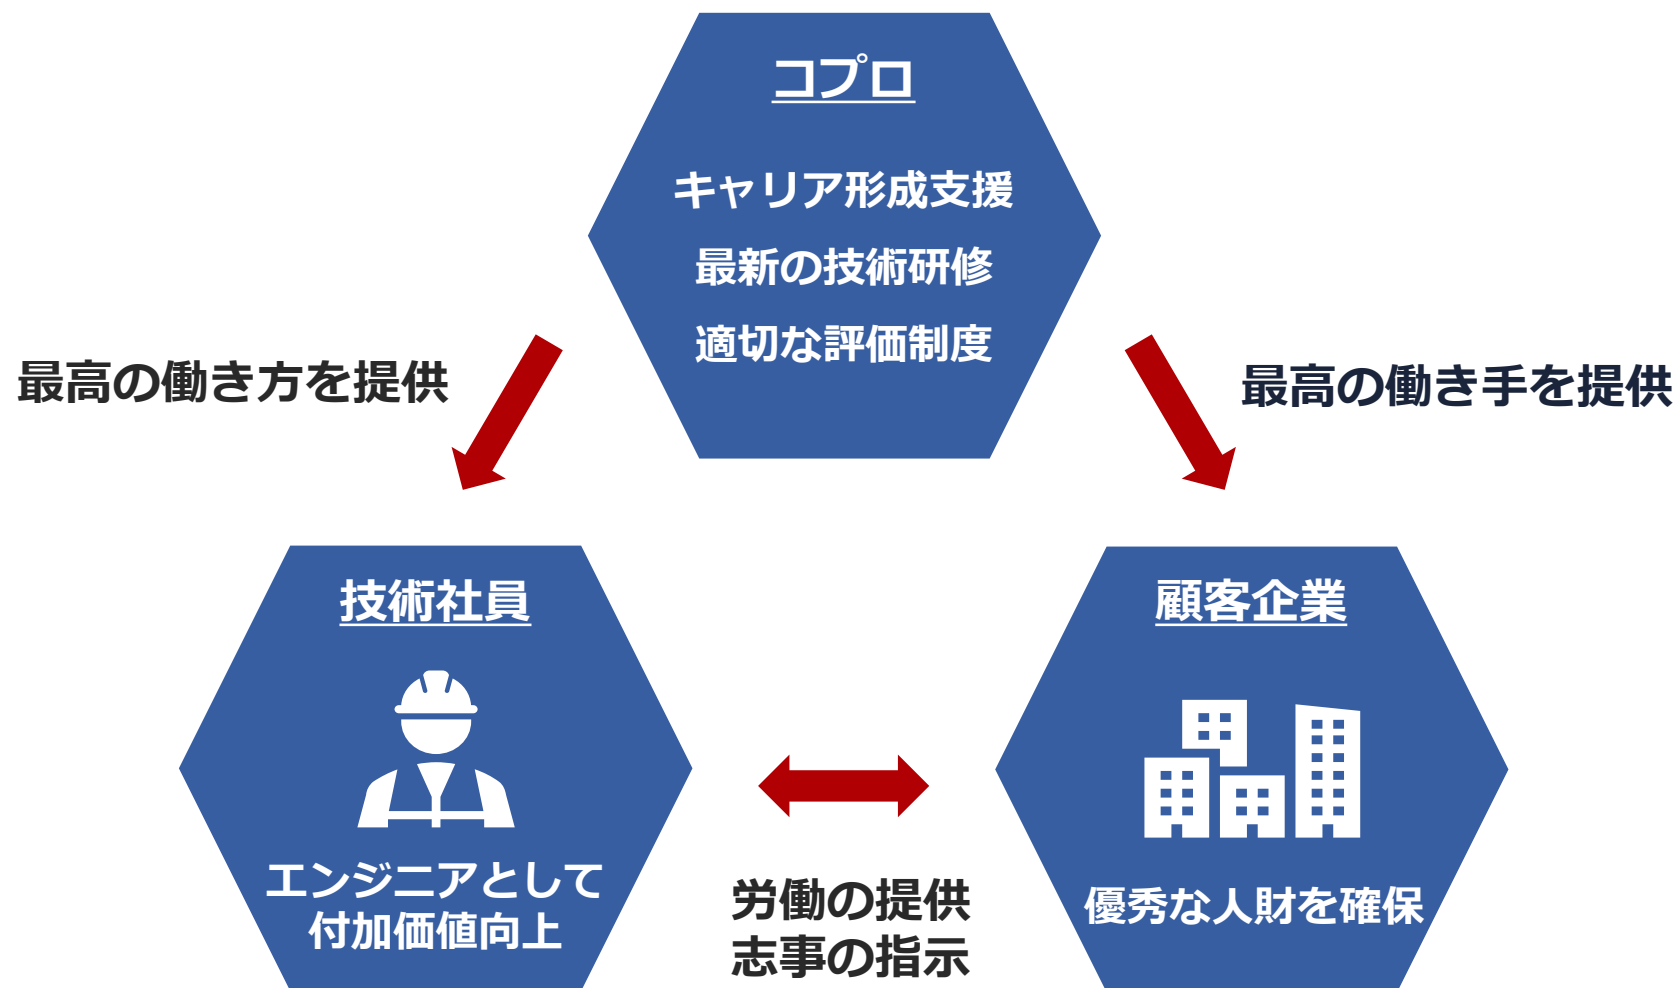 コプロ
キャリア形成支援
最新の技術研修
適切な評価制度
最高の働き方を提供
最高の働き手を提供
技術社員
エンジニアとして
付加価値向上
労働の提供
志事の指示
顧客企業
優秀な人財を確保